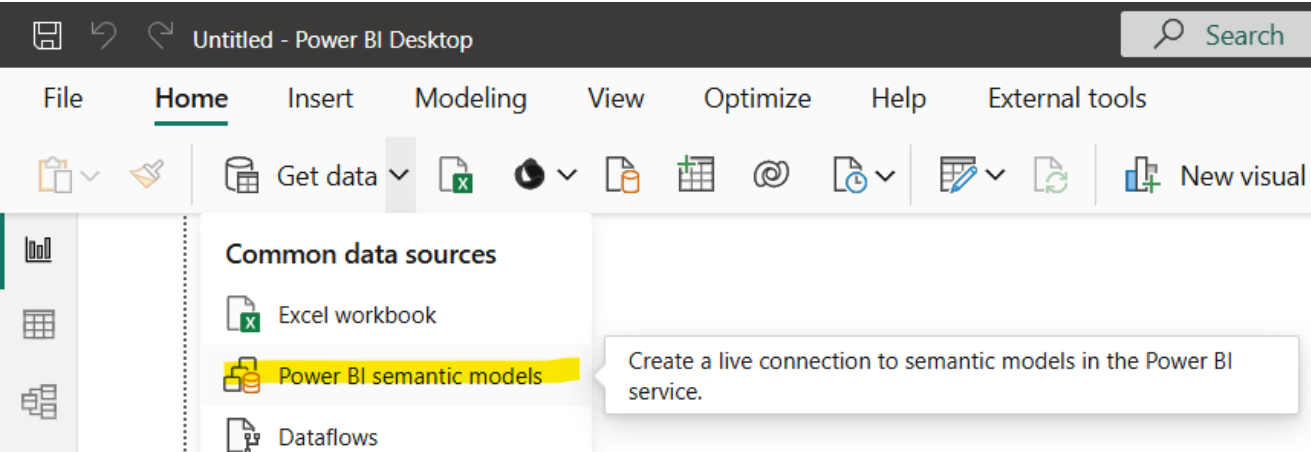 Untitled - Power BI Desktop
Search
File Home Insert Modeling View Optimize Help External tools
Get data New visual
Common data sources
Excel workbook
Power BI semantic models
Create a live connection to semantic models in the Power BI
service.
Dataflows